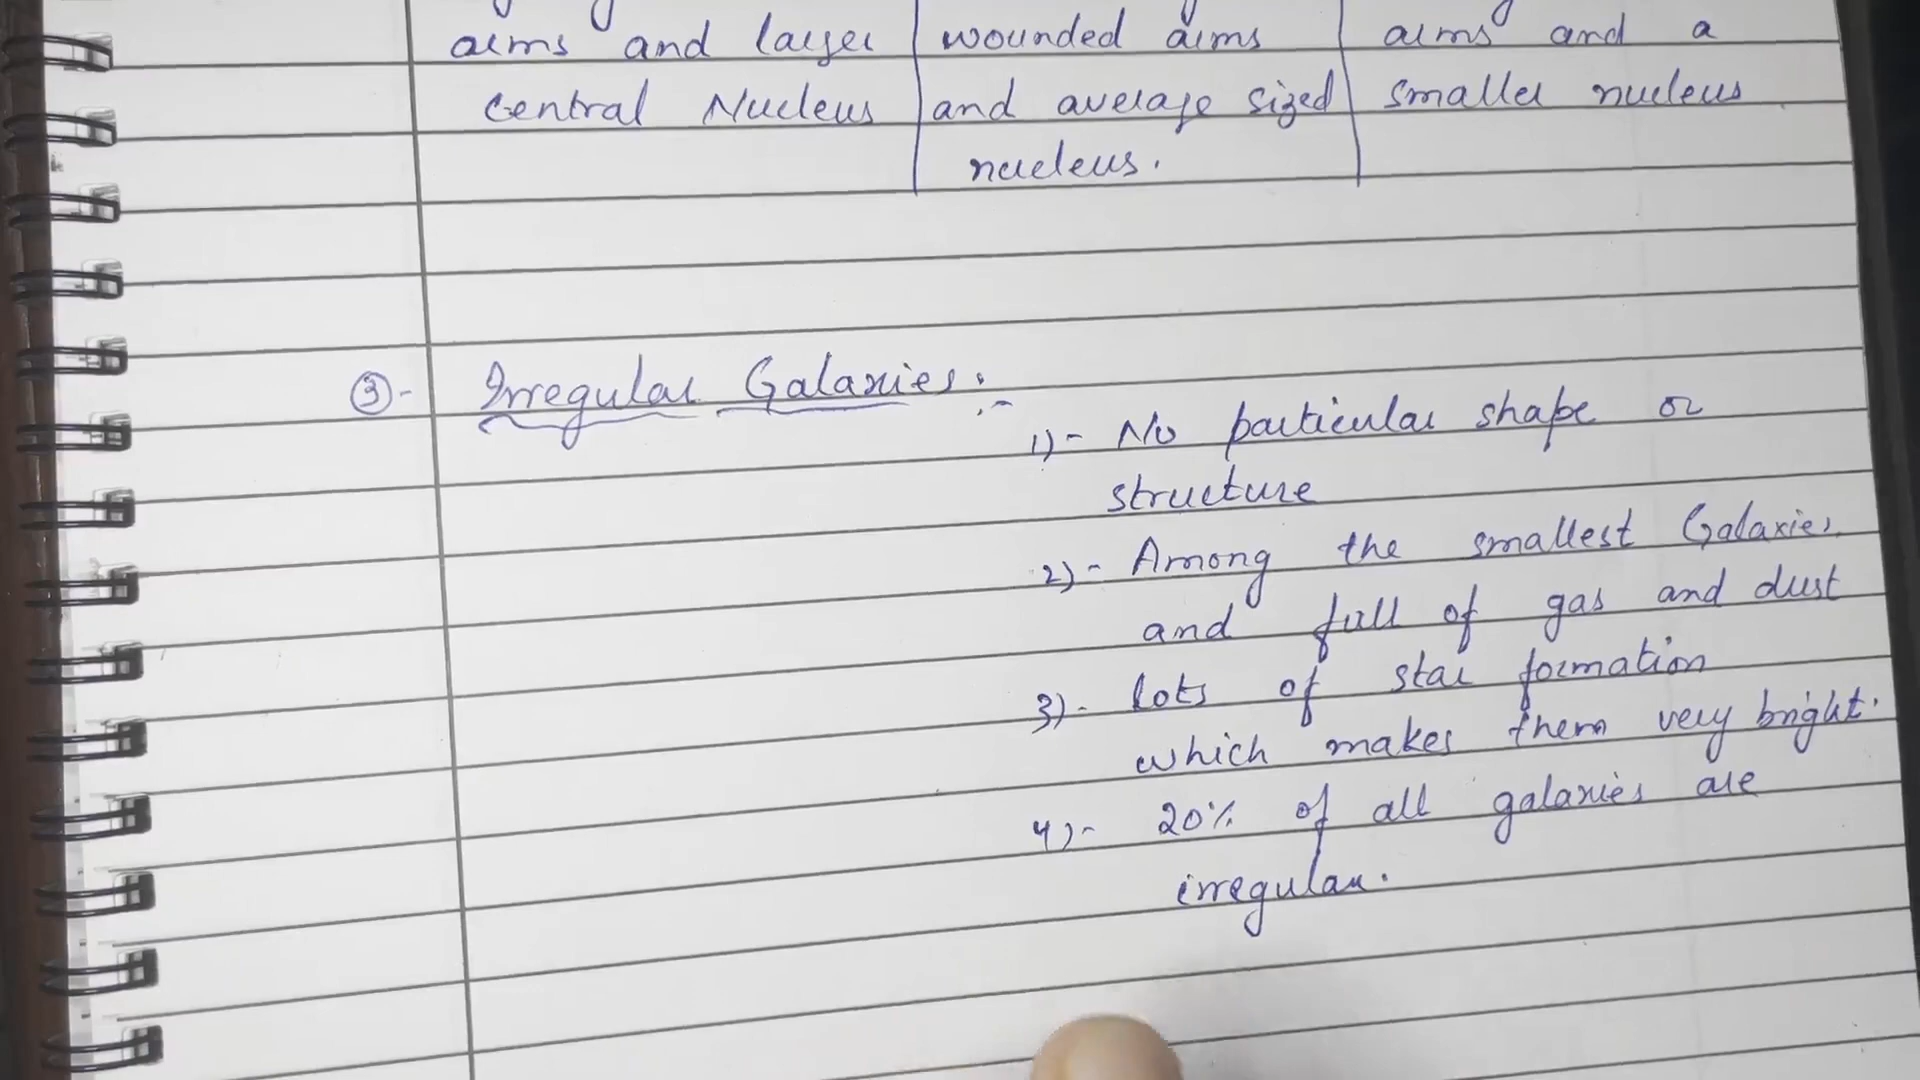 arms and larger wounded arms arms and a
central Nucleus and average sized smaller nucleus
nucleus.
③- Irregular Galaxies:-
1)- No particular shape or
structure
2)- Among the smallest Galaxies
and full of gas and dust
3)- Lots of star formation
which makes them very bright.
4)- 20% of all galaxies are
irregular.